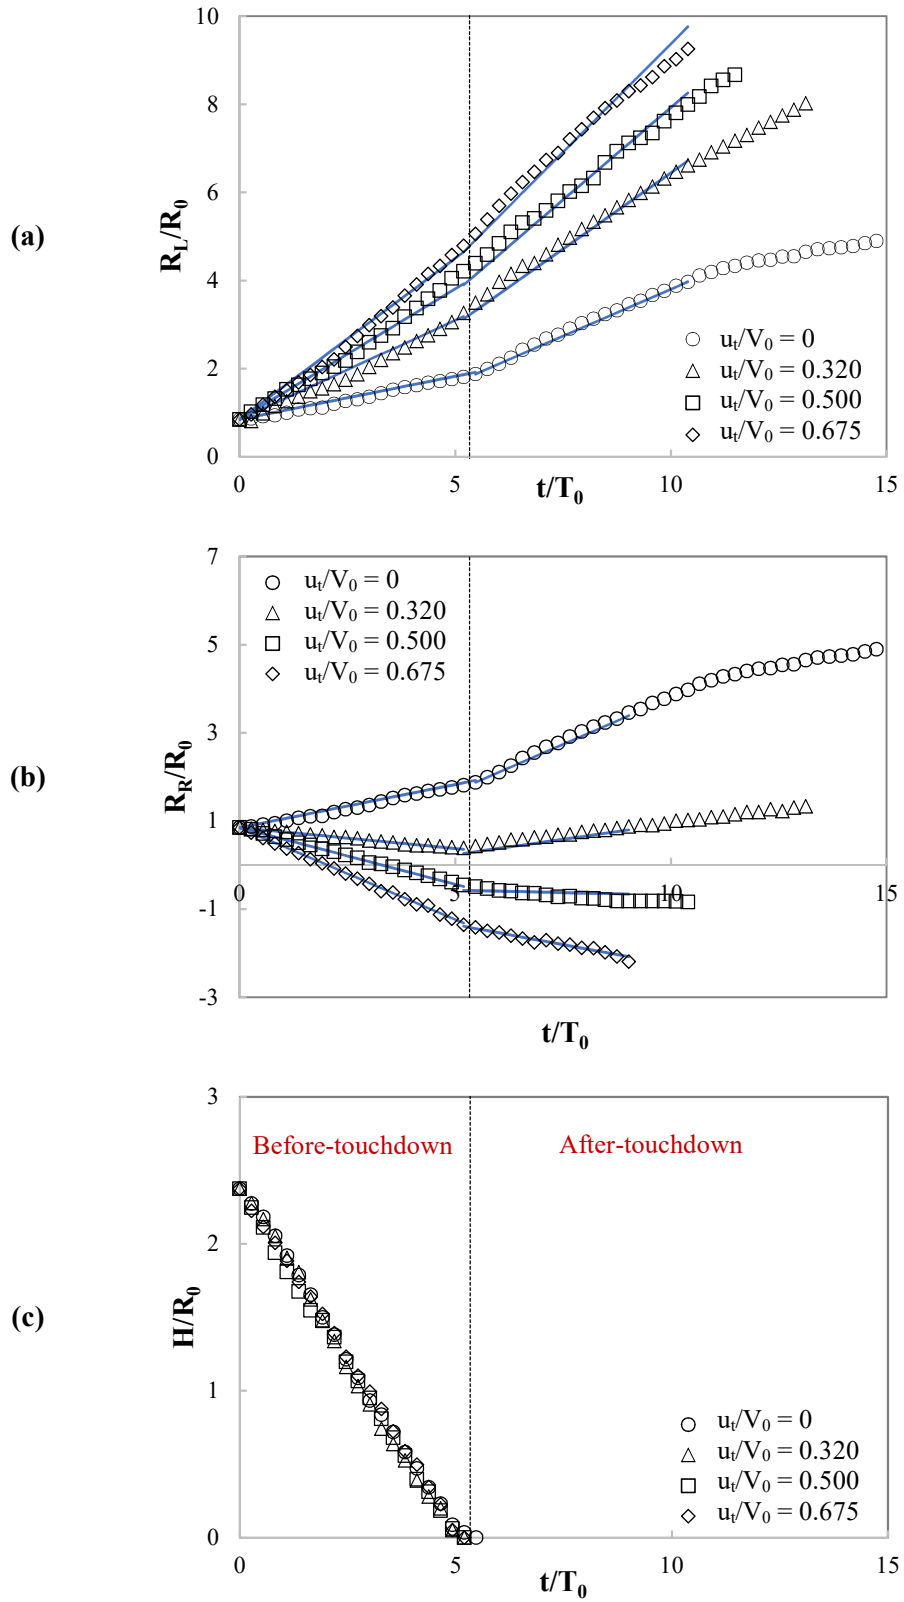 (a)
R_L/R_0
10
8
6
4
2
0
u_t/V_0 = 0
u_t/V_0 = 0.320
u_t/V_0 = 0.500
u_t/V_0 = 0.675
0
5
10
15
t/T_0
(b)
R_R/R_0
7
5
3
1
-1
-3
u_t/V_0 = 0
u_t/V_0 = 0.320
u_t/V_0 = 0.500
u_t/V_0 = 0.675
0
5
10
15
t/T_0
(c)
H/R_0
3
2
1
0
Before-touchdown
After-touchdown
u_t/V_0 = 0
u_t/V_0 = 0.320
u_t/V_0 = 0.500
u_t/V_0 = 0.675
0
5
10
15
t/T_0